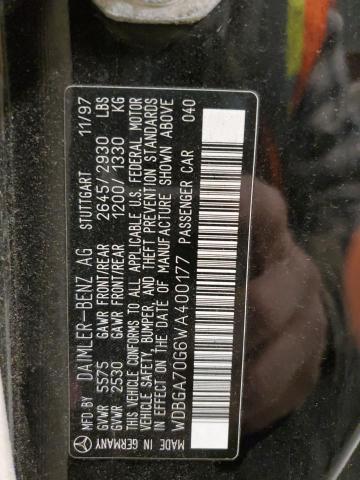 MFD BY DAIMLER-BENZ AG STUTTGART 11/97
GVWR 5575 GAWR FRONT/REAR 2645/2930 LBS
GVWR 2530 GAWR FRONT/REAR 1200/1330 KG
THIS VEHICLE CONFORMS TO ALL APPLICABLE U.S. FEDERAL MOTOR
VEHICLE SAFETY, BUMPER, AND THEFT PREVENTION STANDARDS
IN EFFECT ON THE DATE OF MANUFACTURE SHOWN ABOVE
WDBGA70G6WA400177 PASSENGER CAR 040
MADE IN GERMANY